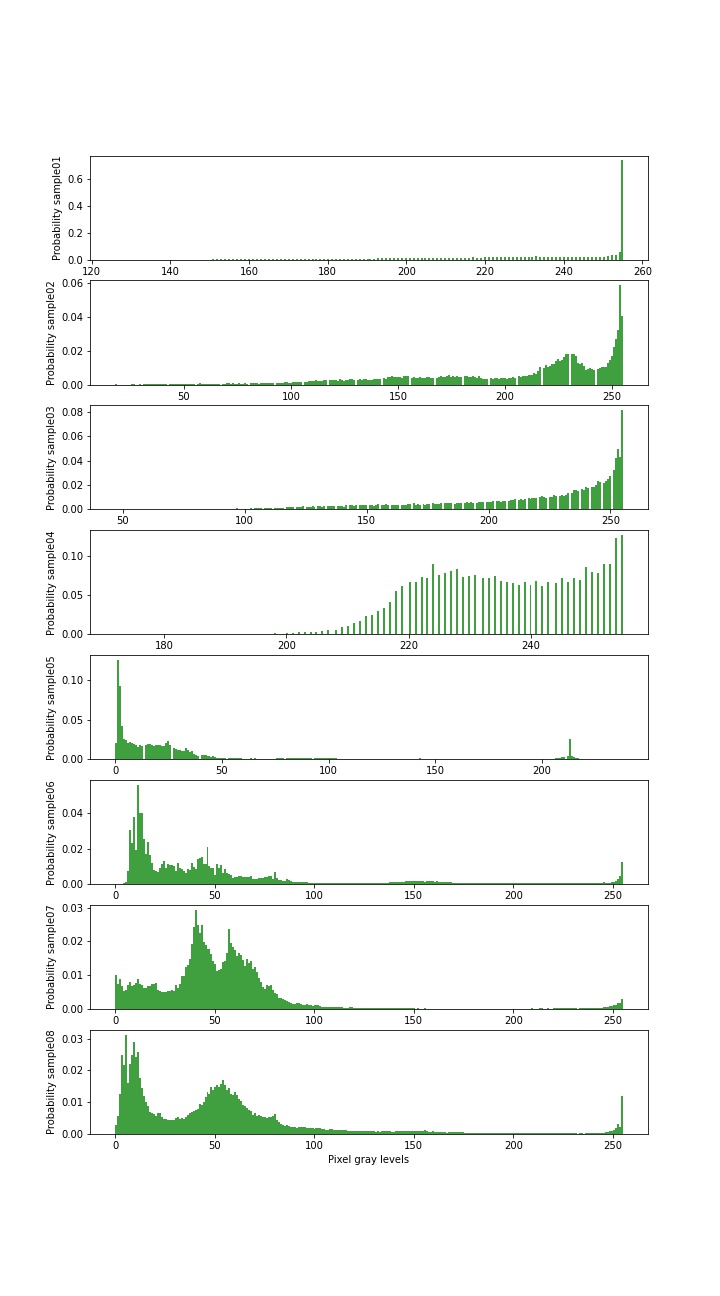 Probability sample01
0.6
0.4
0.2
0.0
120 140 160 180 200 220 240 260
Probability sample02
0.06
0.04
0.02
0.00
50 100 150 200 250
Probability sample03
0.08
0.06
0.04
0.02
0.00
50 100 150 200 250
Probability sample04
0.10
0.05
0.00
180 200 220 240
Probability sample05
0.10
0.05
0.00
0 50 100 150 200
Probability sample06
0.04
0.02
0.00
0 50 100 150 200 250
Probability sample07
0.03
0.02
0.01
0.00
0 50 100 150 200 250
Probability sample08
0.03
0.02
0.01
0.00
0 50 100 150 200 250
Pixel gray levels